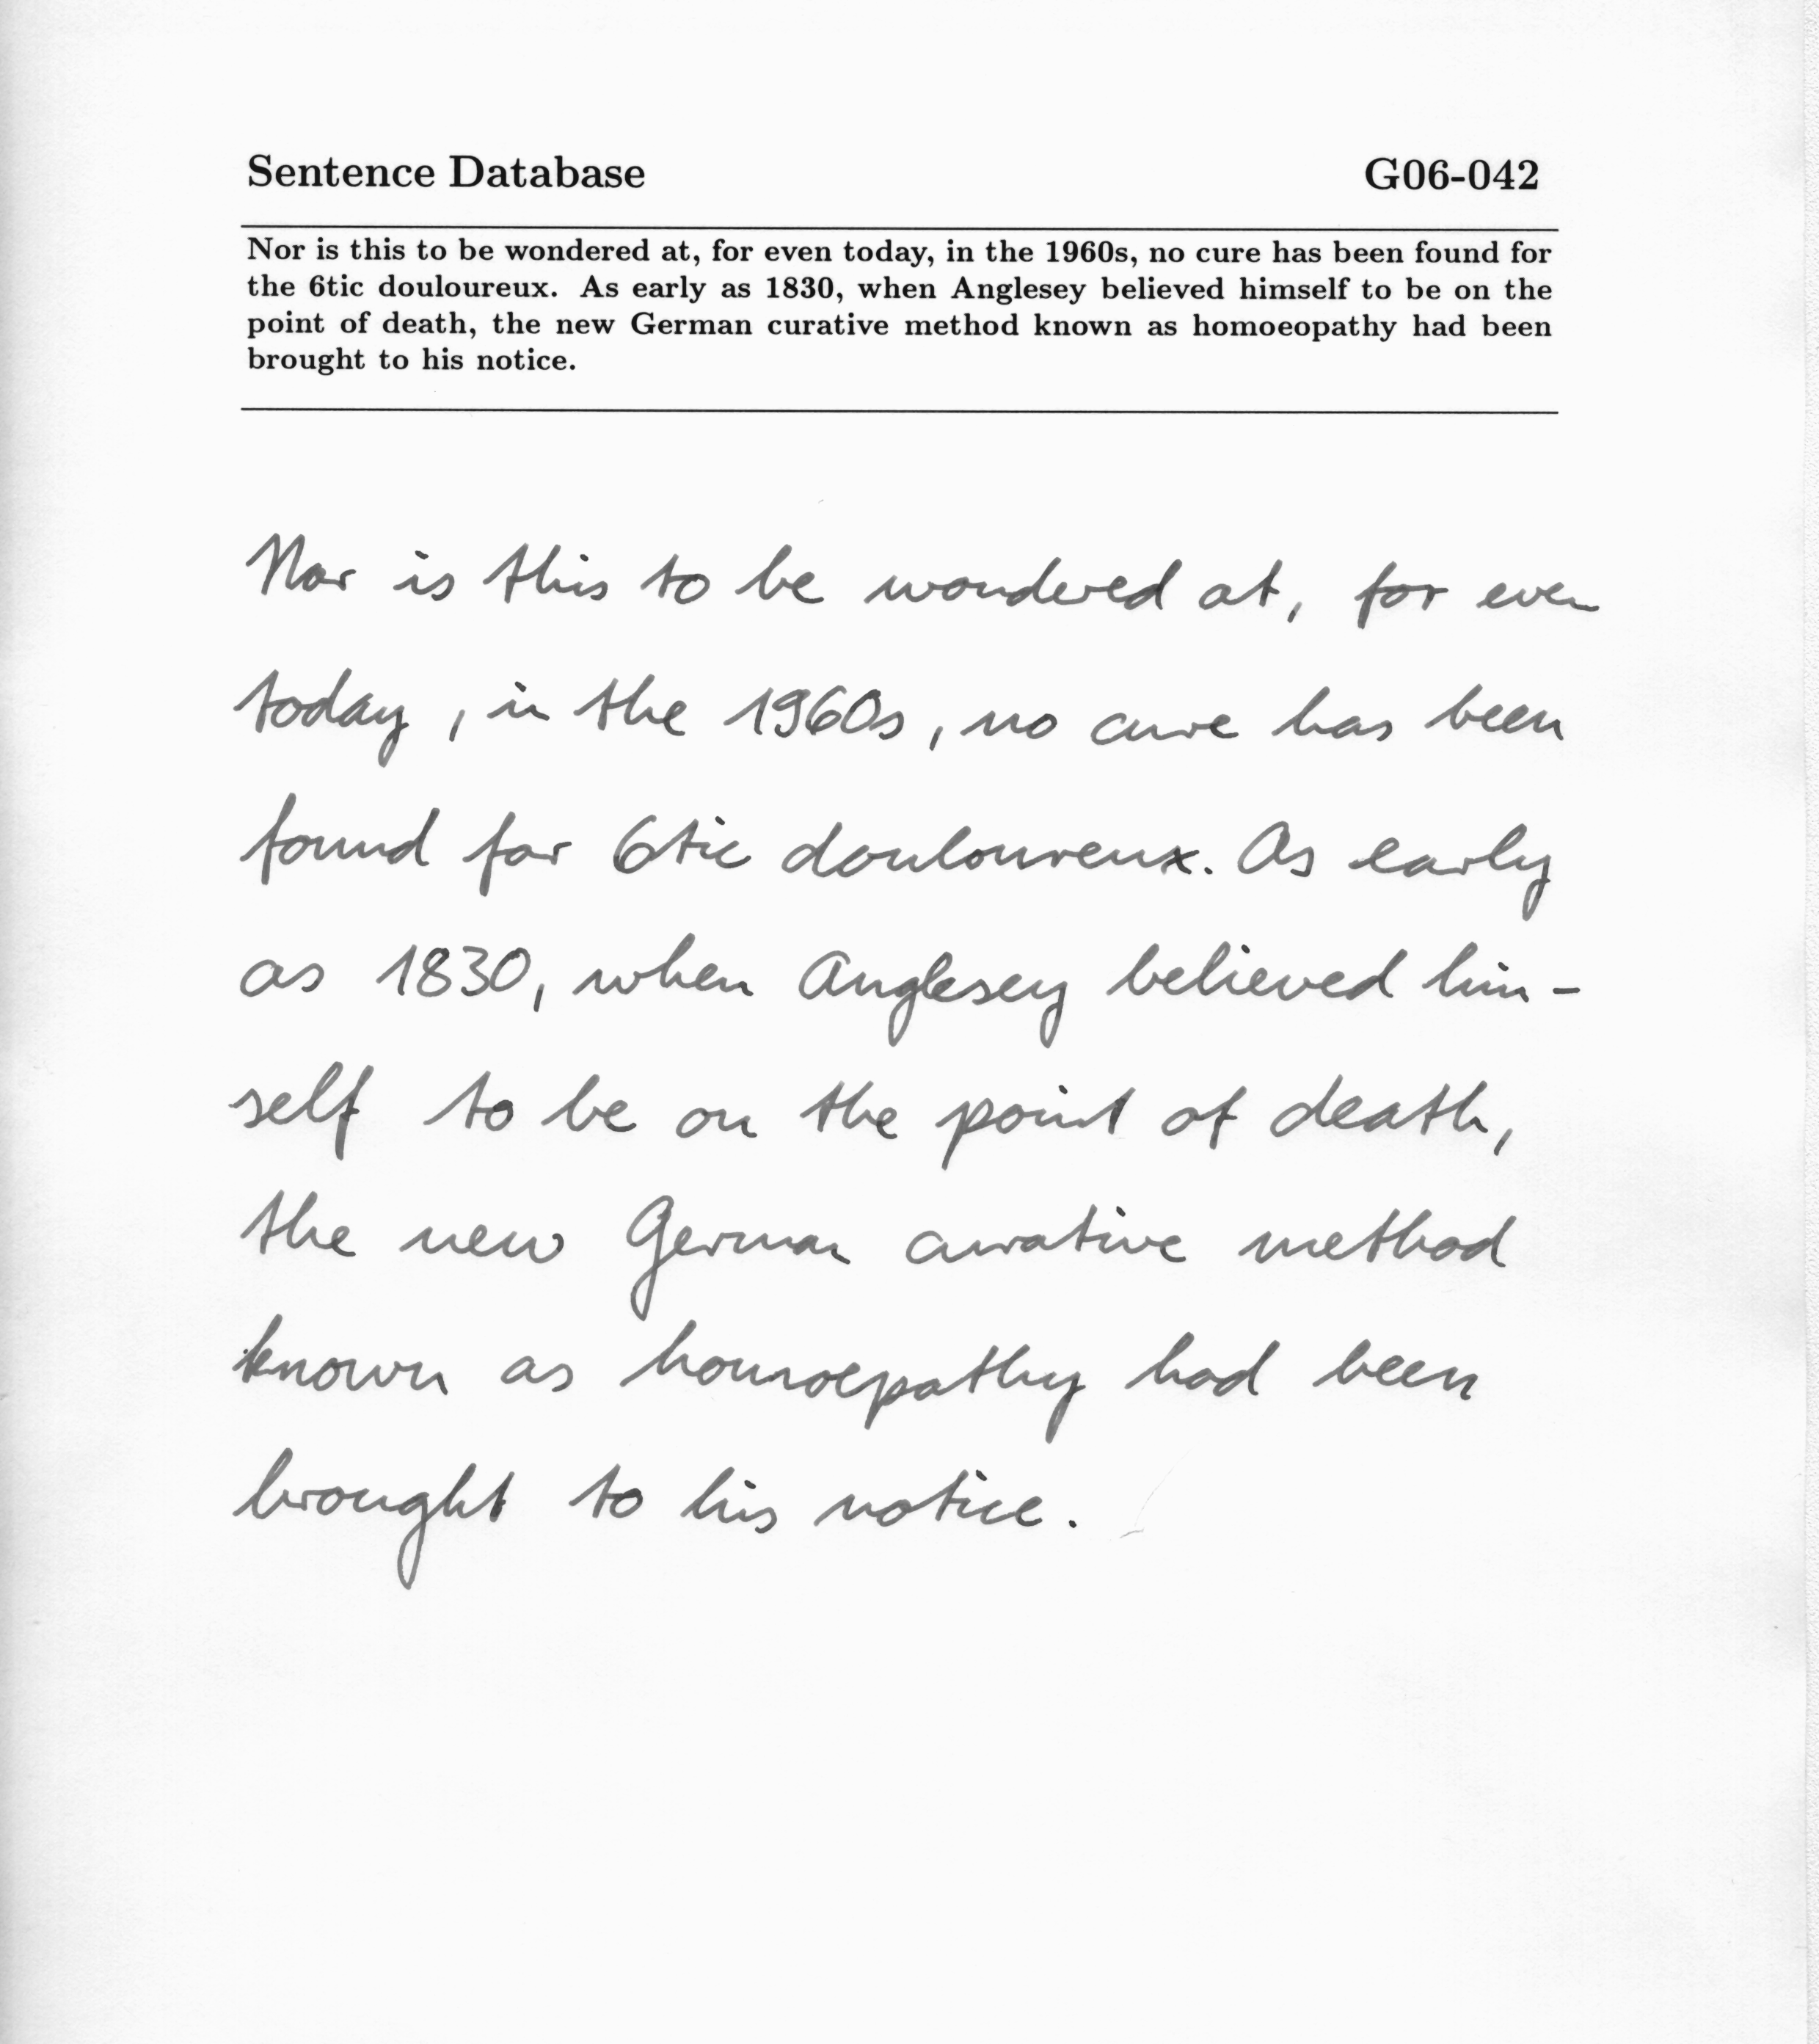 Sentence Database G06-042
Nor is this to be wondered at, for even today, in the 1960s, no cure has been found for
the 6tic douloureux. As early as 1830, when Anglesey believed himself to be on the
point of death, the new German curative method known as homoeopathy had been
brought to his notice.
Nor is this to be wondered at, for even
today, in the 1960s, no cure has been
found for 6tic douloureux. As early
as 1830, when Anglesey believed him-
self to be on the point of death,
the new German curative method
known as homoepathy had been
brought to his notice.